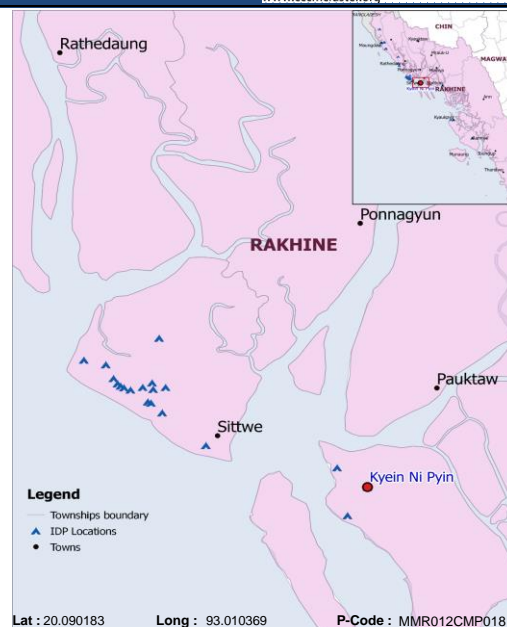 Rathedaung
Ponnagyun
RAKHINE
Pauktaw
Sittwe
Kyein Ni Pyin
CHIN
MAGWA
RAKHINE
Legend
Townships boundary
IDP Locations
Towns
Lat : 20.090183 Long : 93.010369 P-Code : MMR012CMP018